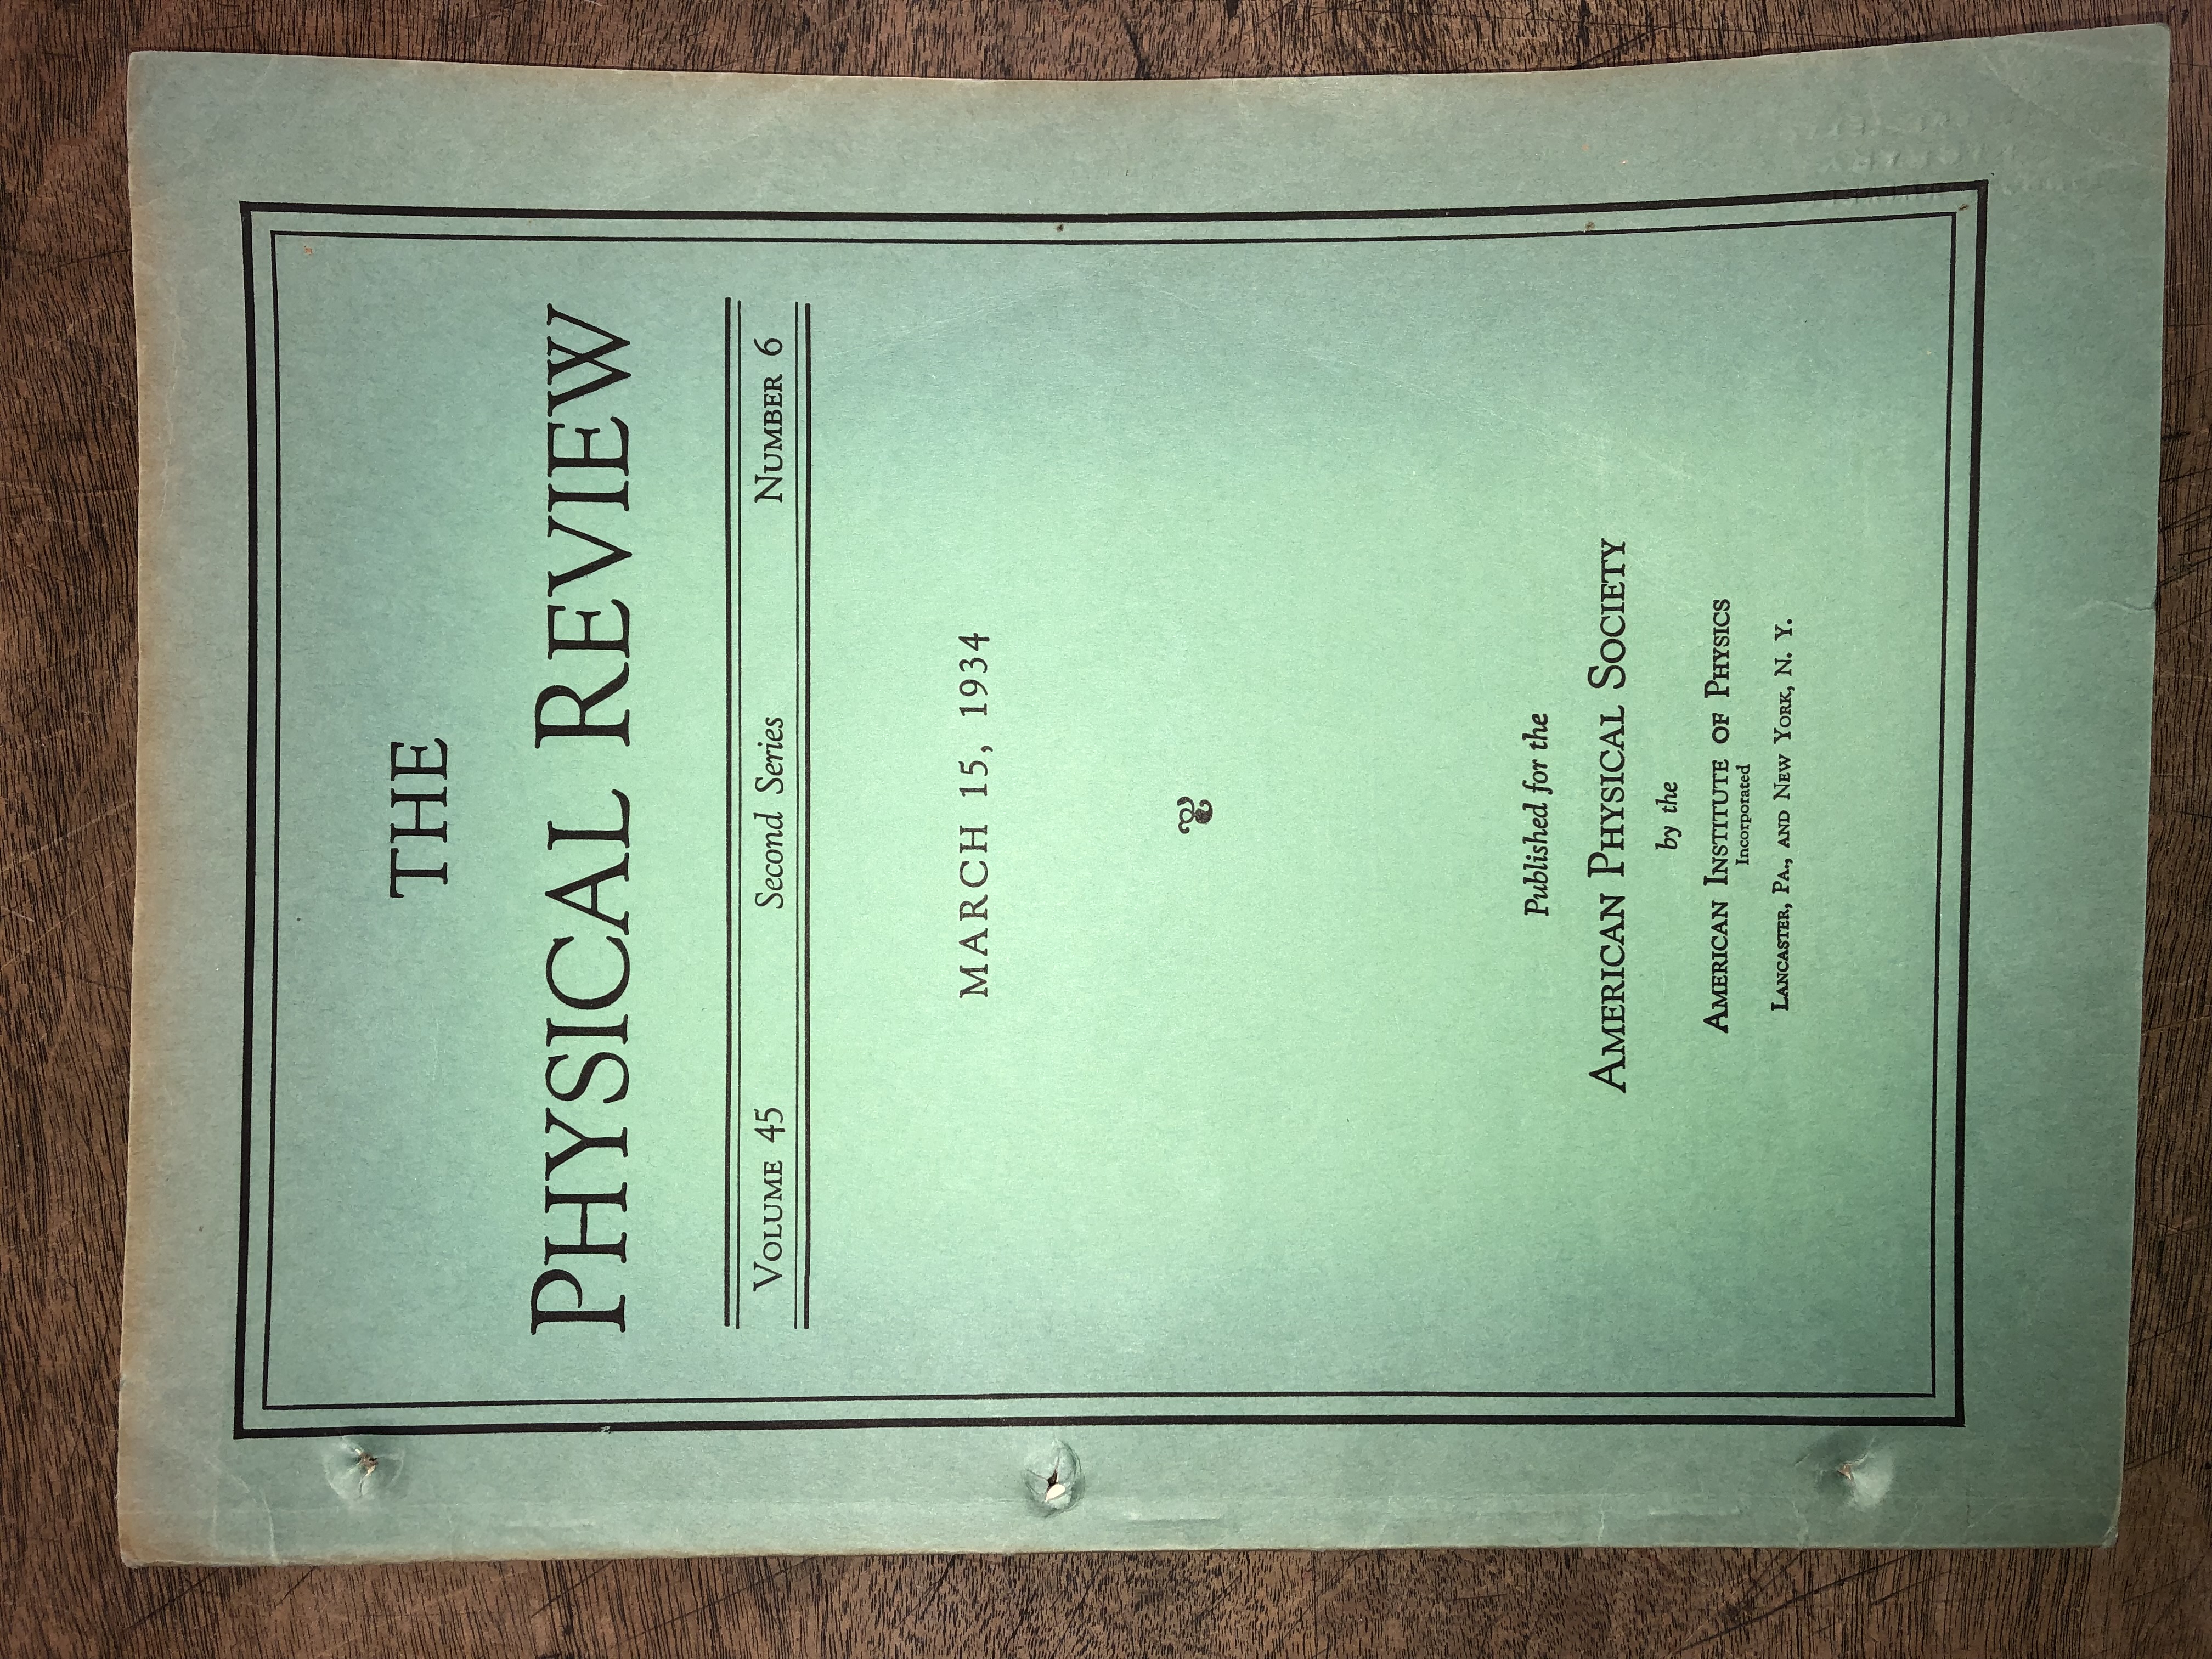 THE
PHYSICAL REVIEW
VOLUME 45 Second Series NUMBER 6
MARCH 15, 1934
Published for the
AMERICAN PHYSICAL SOCIETY
by the
AMERICAN INSTITUTE OF PHYSICS
Incorporated
LANCASTER, PA., AND NEW YORK, N. Y.